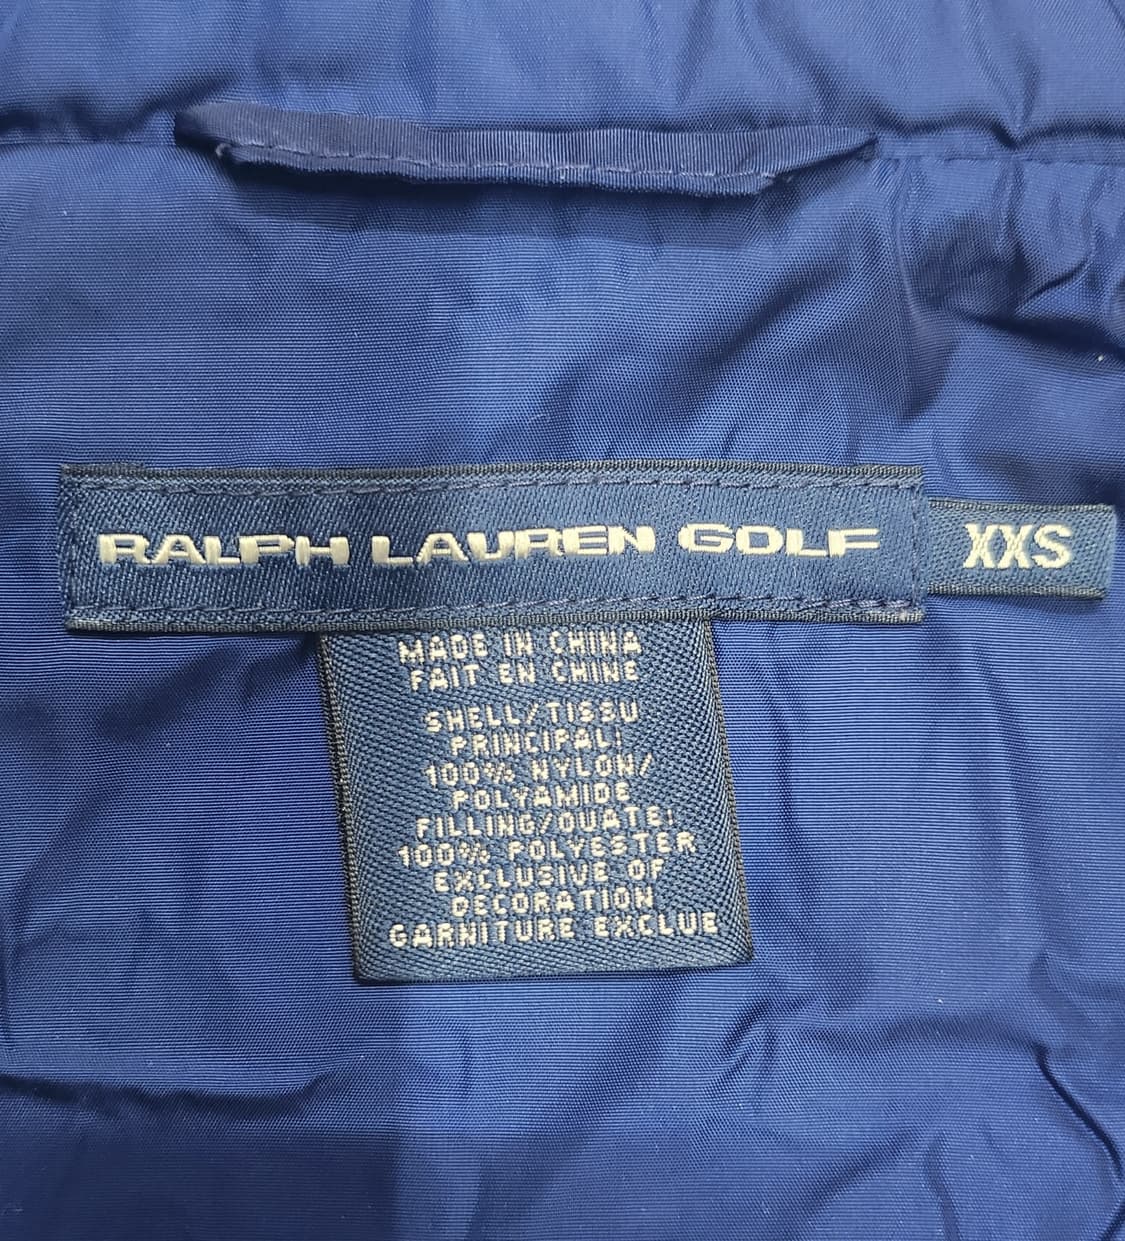 RALPH LAUREN GOLF
XXS
MADE IN CHINA
FAIT EN CHINE
SHELL/TISSU
PRINCIPAL:
100% NYLON/
POLYAMIDE
FILLING/OUATE:
100% POLYESTER
EXCLUSIVE OF
DECORATION
GARNITURE EXCLUE